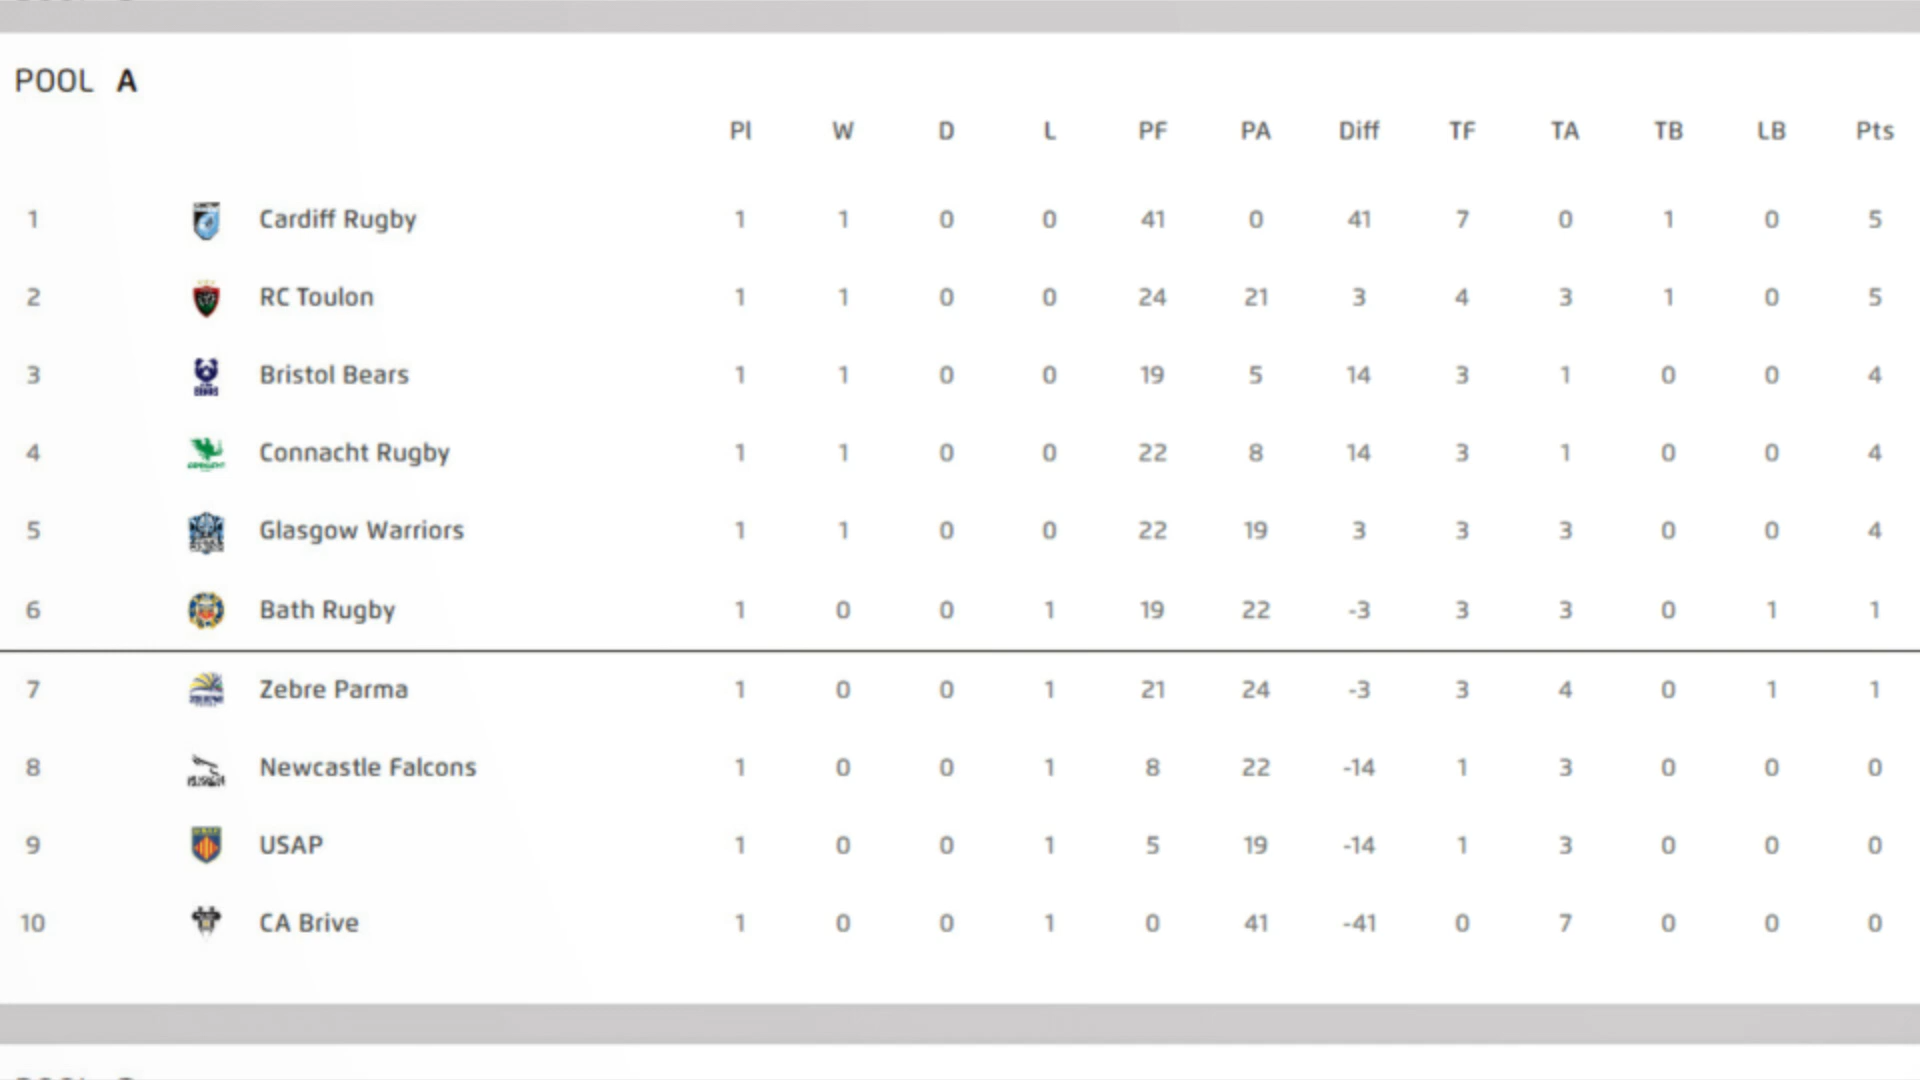 POOL A
Pl W D L PF PA Diff TF TA TB LB Pts
1 Cardiff Rugby 1 1 0 0 41 0 41 7 0 1 0 5
2 RC Toulon 1 1 0 0 24 21 3 4 3 1 0 5
3 Bristol Bears 1 1 0 0 19 5 14 3 1 0 0 4
4 Connacht Rugby 1 1 0 0 22 8 14 3 1 0 0 4
5 Glasgow Warriors 1 1 0 0 22 19 3 3 3 0 0 4
6 Bath Rugby 1 0 0 1 19 22 -3 3 3 0 1 1
7 Zebre Parma 1 0 0 1 21 24 -3 3 4 0 1 1
8 Newcastle Falcons 1 0 0 1 8 22 -14 1 3 0 0 0
9 USAP 1 0 0 1 5 19 -14 1 3 0 0 0
10 CA Brive 1 0 0 1 0 41 -41 0 7 0 0 0